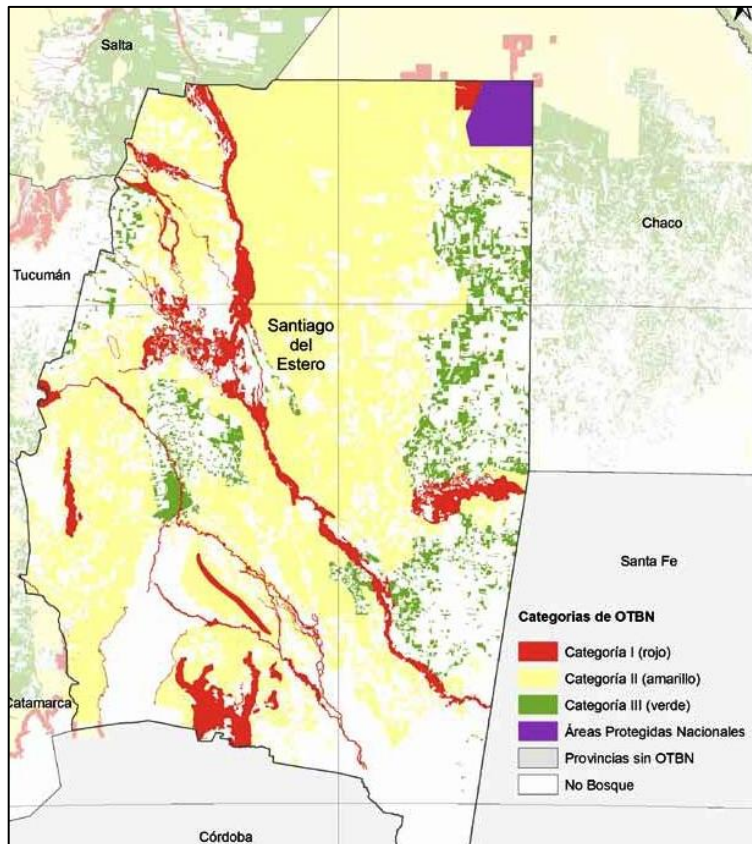 Salta
Chaco
Tucumán
Santiago
del
Estero
Santa Fe
Categorias de OTBN
Categoría I (rojo)
Categoría II (amarillo)
Categoría III (verde)
Áreas Protegidas Nacionales
Provincias sin OTBN
No Bosque
Catamarca
Córdoba